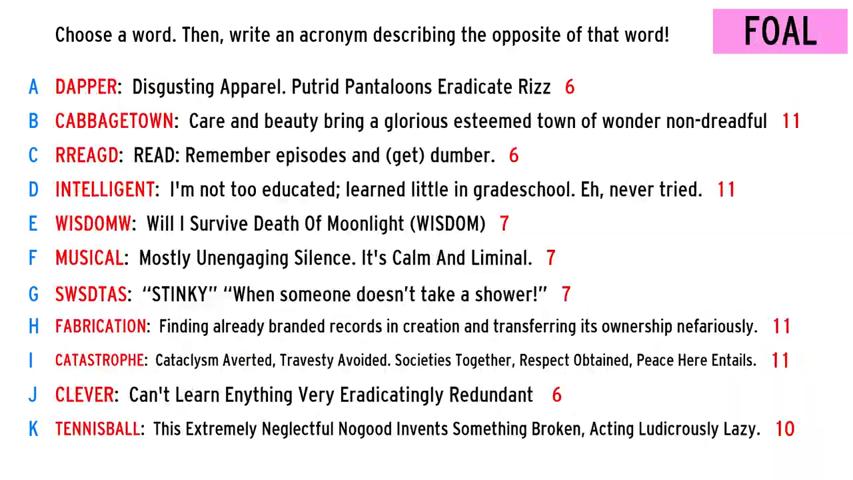 Choose a word. Then, write an acronym describing the opposite of that word!
FOAL
A DAPPER: Disgusting Apparel. Putrid Pantaloons Eradicate Rizz 6
B CABBAGETOWN: Care and beauty bring a glorious esteemed town of wonder non-dreadful 11
C RREAGD: READ: Remember episodes and (get) dumber. 6
D INTELLIGENT: I'm not too educated; learned little in gradeschool. Eh, never tried. 11
E WISDOMW: Will I Survive Death Of Moonlight (WISDOM) 7
F MUSICAL: Mostly Unengaging Silence. It's Calm And Liminal. 7
G SWSDTAS: “STINKY” “When someone doesn’t take a shower!” 7
H FABRICATION: Finding already branded records in creation and transferring its ownership nefariously. 11
I CATASTROPHE: Cataclysm Averted, Travesty Avoided. Societies Together, Respect Obtained, Peace Here Entails. 11
J CLEVER: Can't Learn Enything Very Eradicatingly Redundant 6
K TENNISBALL: This Extremely Neglectful Nogood Invents Something Broken, Acting Ludicrously Lazy. 10